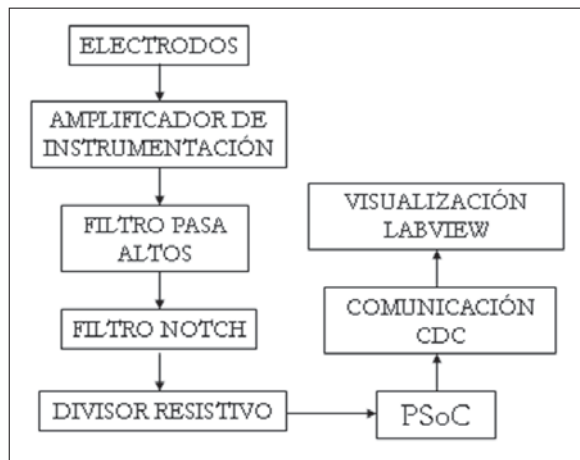 ELECTRODOS
AMPLIFICADOR DE
INSTRUMENTACIÓN
FILTRO PASA
ALTOS
FILTRO NOTCH
DIVISOR RESISTIVO
PSoC
COMUNICACIÓN
CDC
VISUALIZACIÓN
LABVIEW